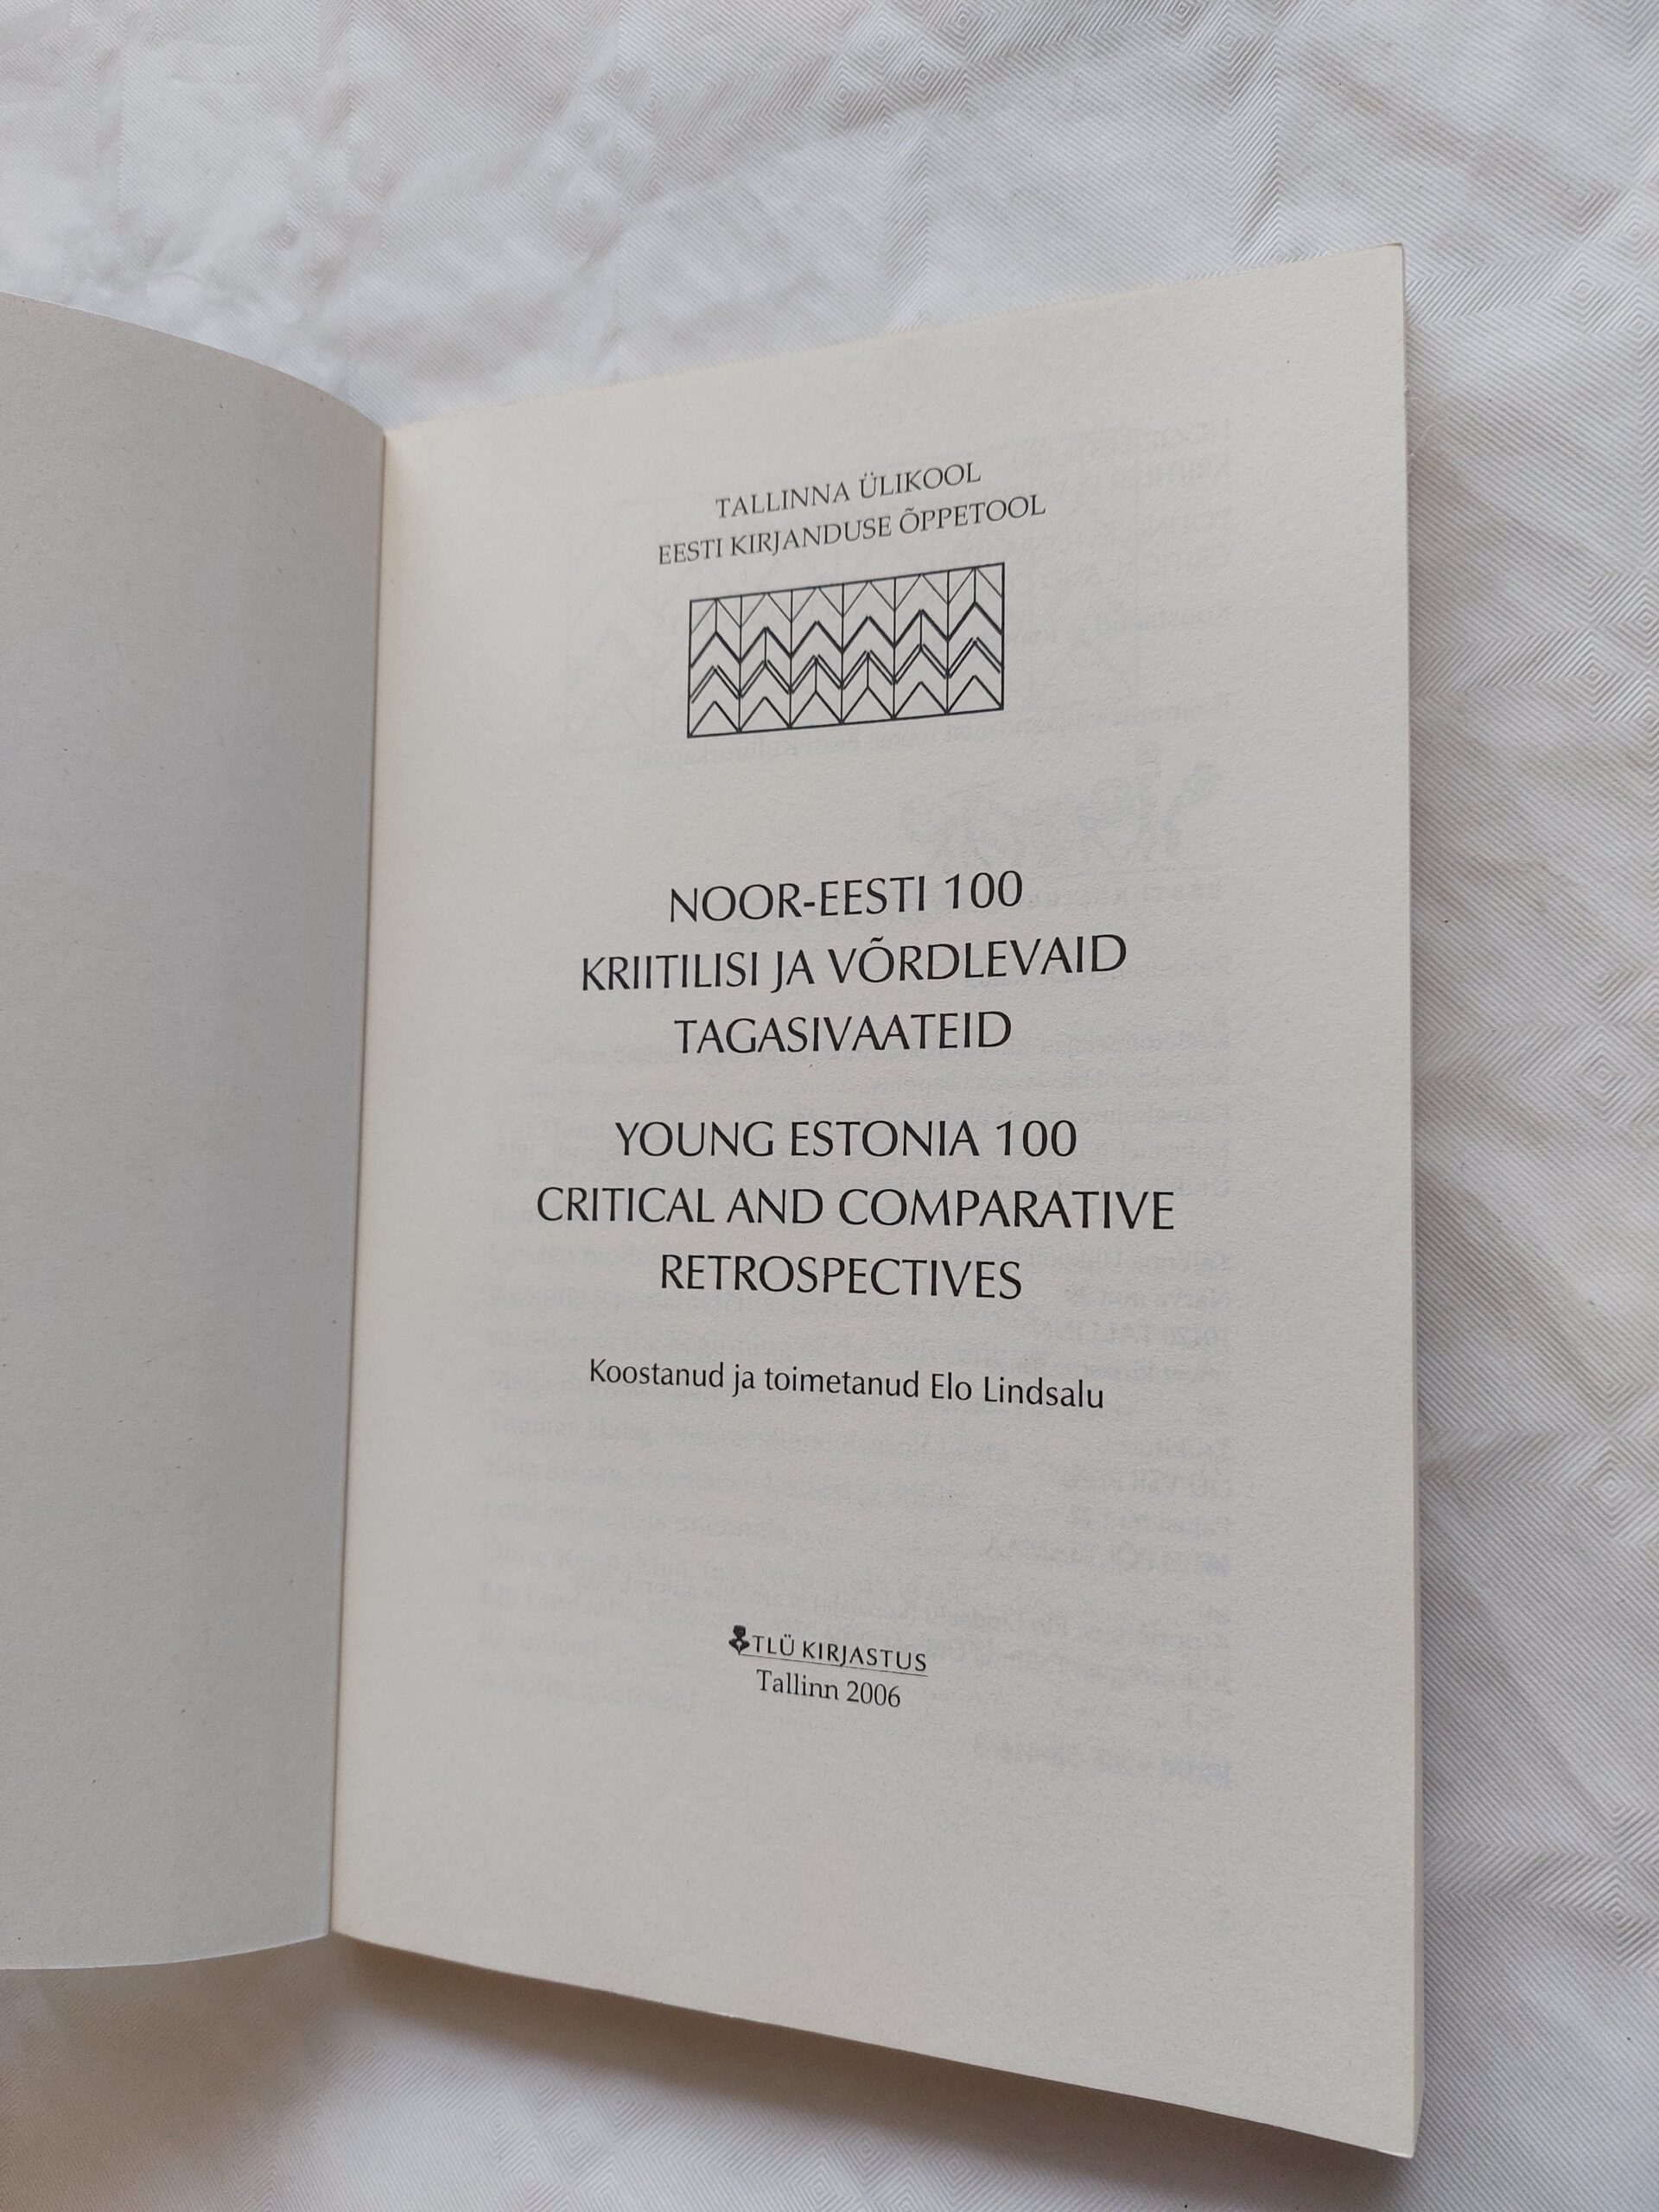 TALLINNA ÜLIKOOL
EESTI KIRJANDUSE ÕPPETOOL
NOOR-EESTI 100
KRIITILISI JA VÕRDLEVAID
TAGASIVAATEID
YOUNG ESTONIA 100
CRITICAL AND COMPARATIVE
RETROSPECTIVES
Koostanud ja toimetanud Elo Lindsalu
TLÜ KIRJASTUS
Tallinn 2006